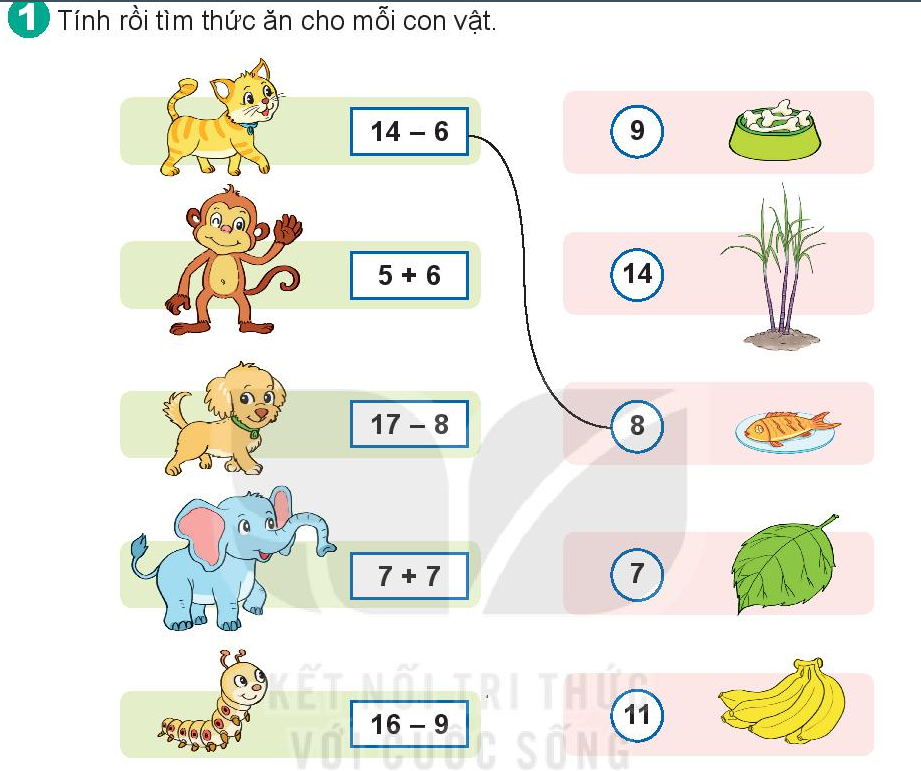 1 Tính rồi tìm thức ăn cho mỗi con vật.
14 – 6
9
5 + 6
14
17 – 8
8
7 + 7
7
16 – 9
11
KẾT NỐI TRI THỨC
VỚI CUỘC SỐNG